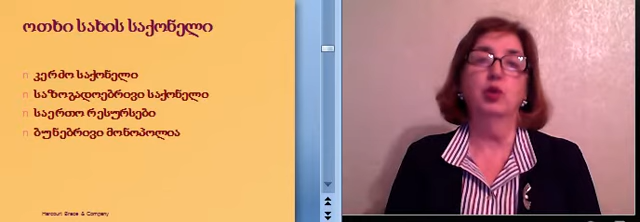 ოთხი სახის საქონელი
კერძო საქონელი
საზოგადოებრივი საქონელი
საერთო რესურსები
ბუნებრივი მონოპოლია
Harcourt Brace & Company